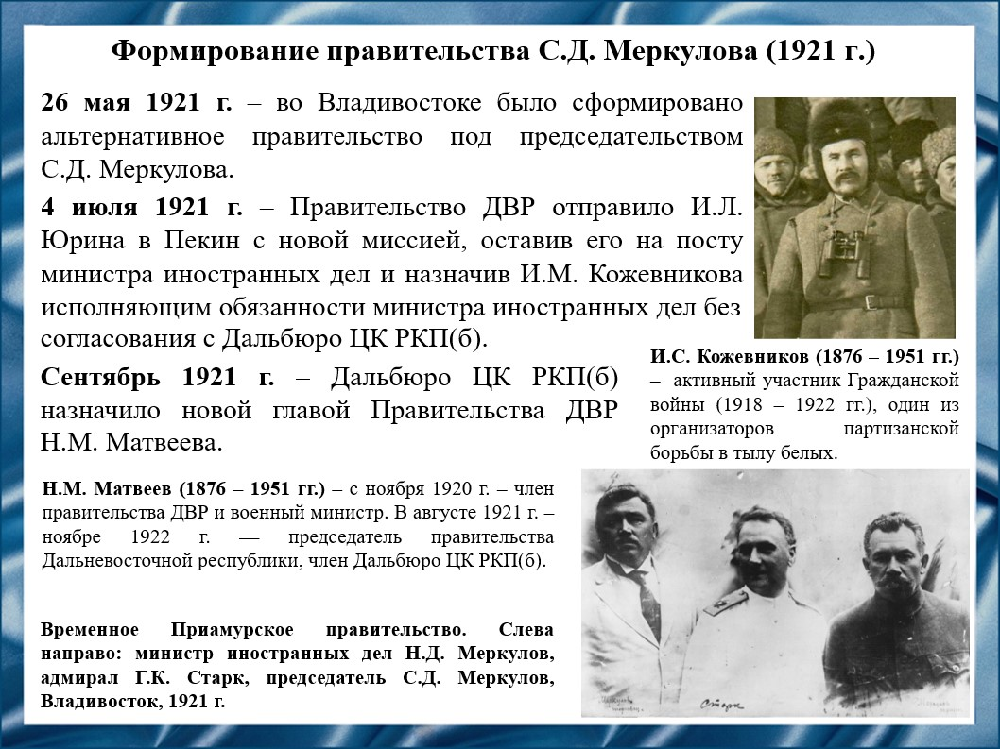 Формирование правительства С.Д. Меркулова (1921 г.)
26 мая 1921 г. – во Владивостоке было сформировано
альтернативное правительство под председательством
С.Д. Меркулова.
4 июля 1921 г. – Правительство ДВР отправило И.Л.
Юрина в Пекин с новой миссией, оставив его на посту
министра иностранных дел и назначив И.М. Кожевникова
исполняющим обязанности министра иностранных дел без
согласования с Дальбюро ЦК РКП(б).
Сентябрь 1921 г. – Дальбюро ЦК РКП(б)
назначило новой главой Правительства ДВР
Н.М. Матвеева.
И.С. Кожевников (1876 – 1951 гг.)
– активный участник Гражданской
войны (1918 – 1922 гг.), один из
организаторов партизанской
борьбы в тылу белых.
Н.М. Матвеев (1876 – 1951 гг.) – с ноября 1920 г. – член
правительства ДВР и военный министр. В августе 1921 г. –
ноябре 1922 г. — председатель правительства
Дальневосточной республики, член Дальбюро ЦК РКП(б).
Временное Приамурское правительство. Слева
направо: министр иностранных дел Н.Д. Меркулов,
адмирал Г.К. Старк, председатель С.Д. Меркулов,
Владивосток, 1921 г.
Старк